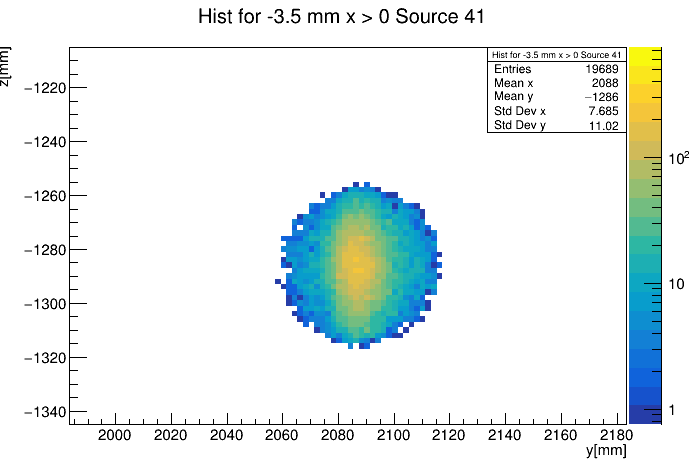 Hist for -3.5 mm x > 0 Source 41
z[mm]
Hist for -3.5 mm x > 0 Source 41
Entries 19689
Mean x 2088
Mean y −1286
Std Dev x 7.685
Std Dev y 11.02
−1220
−1240
−1260
−1280
−1300
−1320
−1340
10²
10
1
2000 2020 2040 2060 2080 2100 2120 2140 2160 2180
y[mm]